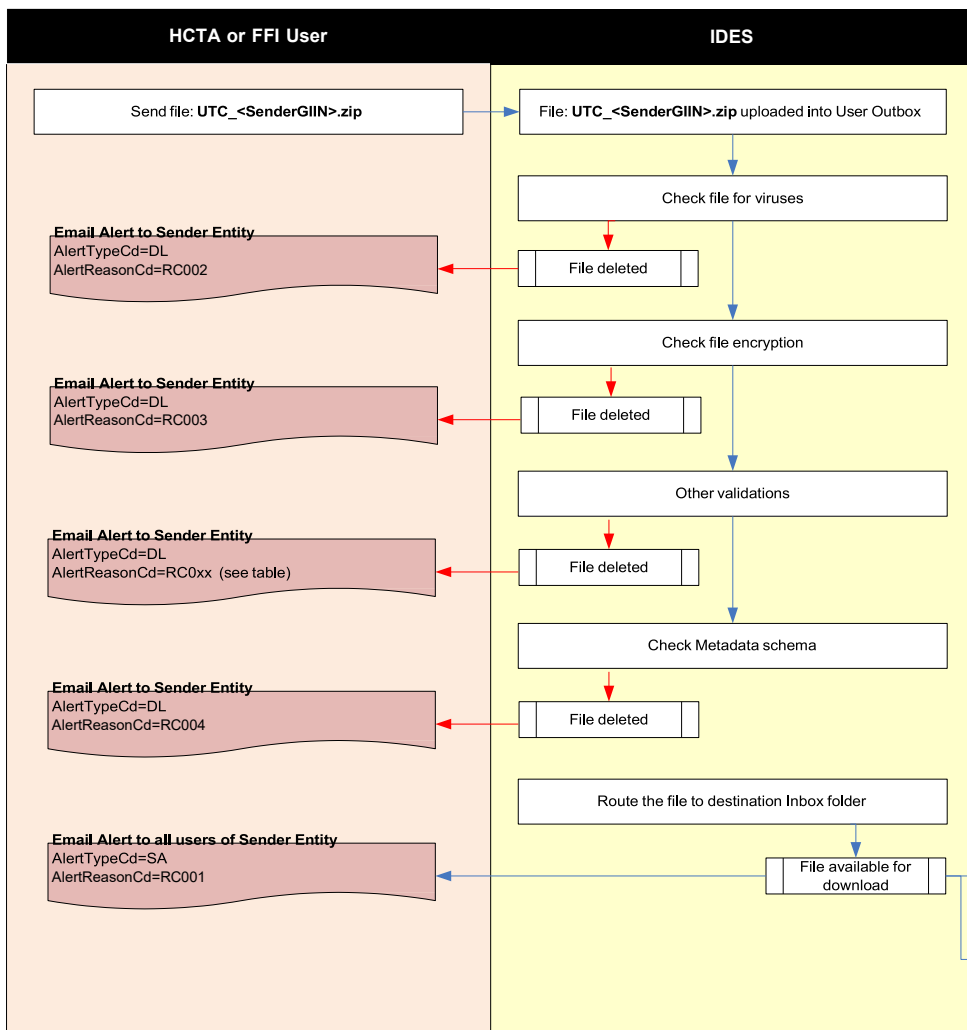 HCTA or FFI User
IDES
Send file: UTC_<SenderGIIN>.zip
File: UTC_<SenderGIIN>.zip uploaded into User Outbox
Check file for viruses
Email Alert to Sender Entity
AlertTypeCd=DL
AlertReasonCd=RC002
File deleted
Check file encryption
Email Alert to Sender Entity
AlertTypeCd=DL
AlertReasonCd=RC003
File deleted
Other validations
Email Alert to Sender Entity
AlertTypeCd=DL
AlertReasonCd=RC0xx (see table)
File deleted
Check Metadata schema
Email Alert to Sender Entity
AlertTypeCd=DL
AlertReasonCd=RC004
File deleted
Route the file to destination Inbox folder
Email Alert to all users of Sender Entity
AlertTypeCd=SA
AlertReasonCd=RC001
File available for
download